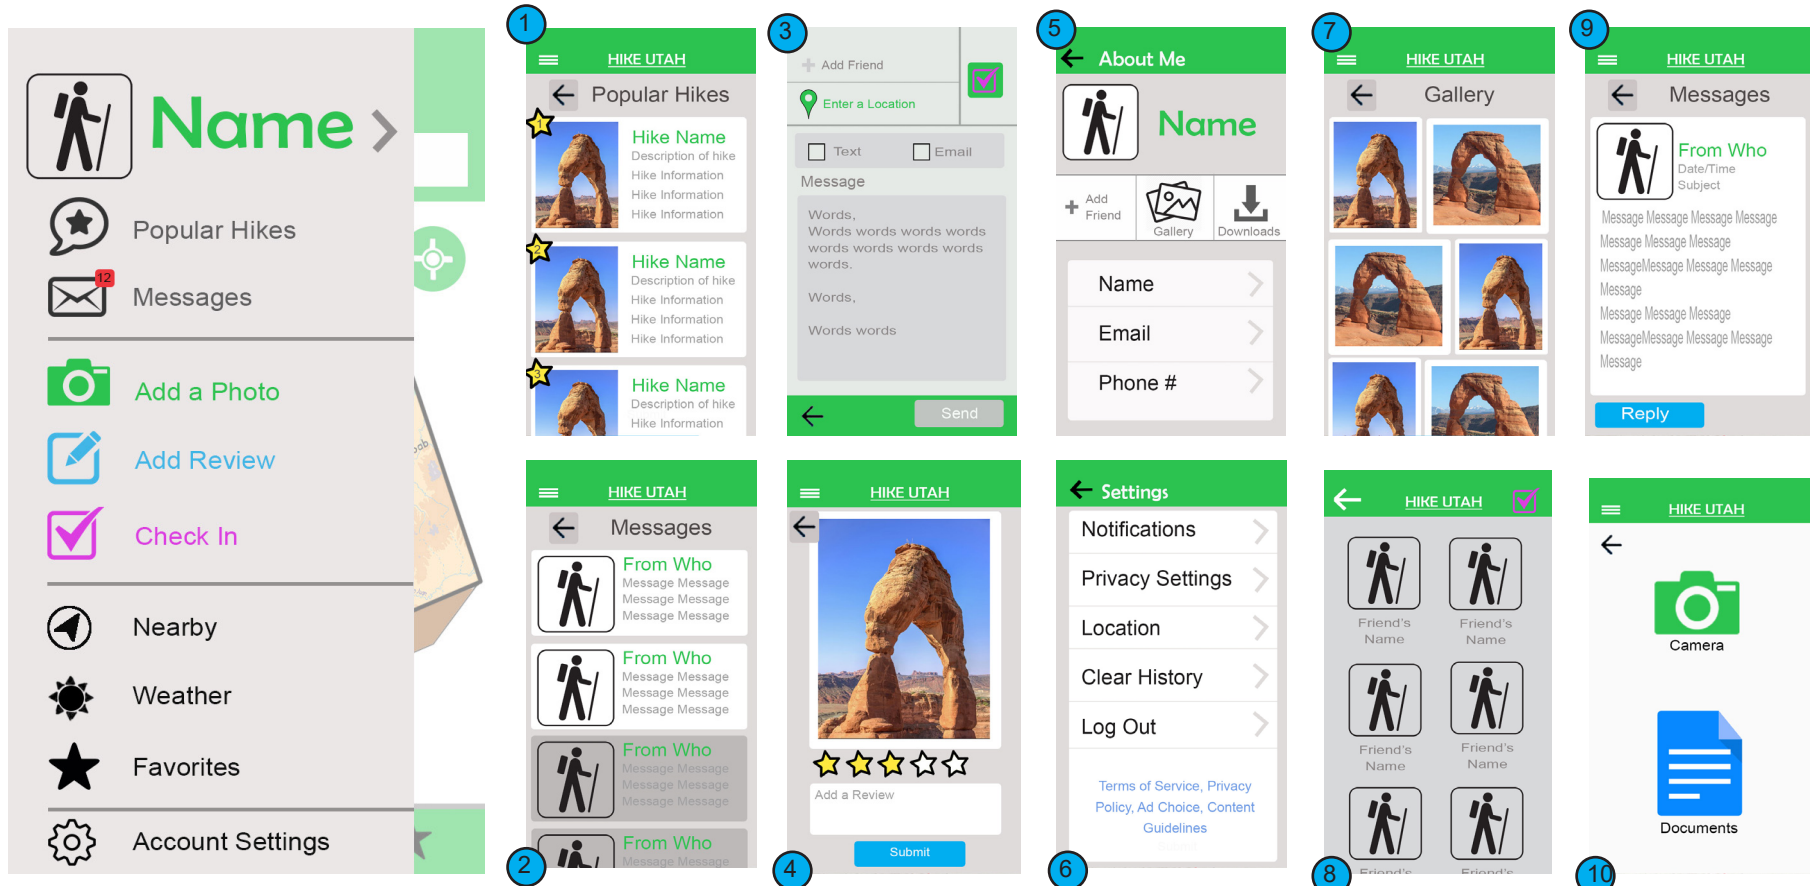 Name
Popular Hikes
12
Messages
Add a Photo
Add Review
Check In
Nearby
Weather
Favorites
Account Settings
1
HIKE UTAH
Popular Hikes
1
Hike Name
Description of hike
Hike Information
Hike Information
Hike Information
2
Hike Name
Description of hike
Hike Information
Hike Information
Hike Information
3
Hike Name
Description of hike
Hike Information
2
HIKE UTAH
Messages
From Who
Message Message
Message Message
Message Message
From Who
Message Message
Message Message
Message Message
From Who
Message Message
Message Message
Message Message
From Who
Message Message
3
Add Friend
Enter a Location
Text
Email
Message
Words,
Words words words words
words words words words
words.
Words,
Words words
Send
4
HIKE UTAH
Add a Review
Submit
5
About Me
Name
Add
Friend
Gallery
Downloads
Name
Email
Phone #
6
Settings
Notifications
Privacy Settings
Location
Clear History
Log Out
Terms of Service, Privacy
Policy, Ad Choice, Content
Guidelines
7
HIKE UTAH
Gallery
8
HIKE UTAH
Friend's
Name
Friend's
Name
Friend's
Name
Friend's
Name
Friend's
Friend's
9
HIKE UTAH
Messages
From Who
Date/Time
Subject
Message Message Message Message
Message Message Message
MessageMessage Message Message
Message
Message Message Message
MessageMessage Message Message
Message
Reply
10
HIKE UTAH
Camera
Documents